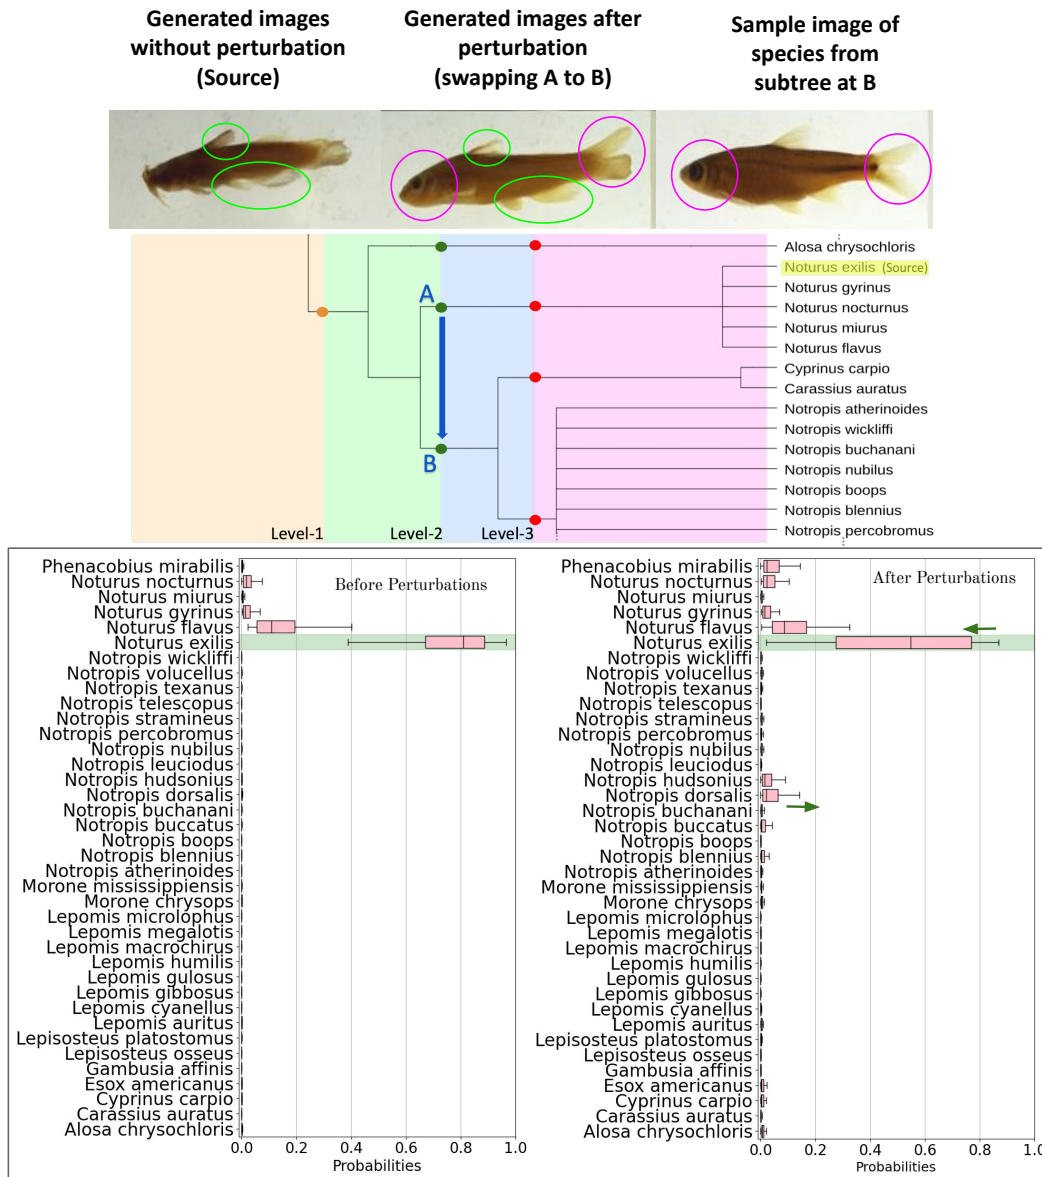 Generated images
without perturbation
(Source)
Generated images after
perturbation
(swapping A to B)
Sample image of
species from
subtree at B
Alosa chrysochloris
Noturus exilis (Source)
Noturus gyrinus
A
Noturus nocturnus
Noturus miurus
Noturus flavus
Cyprinus carpio
Carassius auratus
Notropis atherinoides
Notropis wickliffi
Notropis buchanani
B
Notropis nubilus
Notropis boops
Notropis blennius
Level-1
Level-2
Level-3
Notropis percobromus
Before Perturbations
Phenacobius mirabilis
Noturus nocturnus
Noturus miurus
Noturus gyrinus
Noturus flavus
Noturus exilis
Notropis wickliffi
Notropis volucellus
Notropis texanus
Notropis telescopus
Notropis stramineus
Notropis percobromus
Notropis nubilus
Notropis leuciodus
Notropis hudsonius
Notropis dorsalis
Notropis buchanani
Notropis buccatus
Notropis boops
Notropis blennius
Notropis atherinoides
Morone mississippiensis
Morone chrysops
Lepomis microlophus
Lepomis megalotis
Lepomis macrochirus
Lepomis humilis
Lepomis gulosus
Lepomis gibbosus
Lepomis cyanellus
Lepomis auritus
Lepisosteus platostomus
Lepisosteus osseus
Gambusia affinis
Esox americanus
Cyprinus carpio
Carassius auratus
Alosa chrysochloris
0.0 0.2 0.4 0.6 0.8 1.0
Probabilities
After Perturbations
Phenacobius mirabilis
Noturus nocturnus
Noturus miurus
Noturus gyrinus
Noturus flavus
Noturus exilis
Notropis wickliffi
Notropis volucellus
Notropis texanus
Notropis telescopus
Notropis stramineus
Notropis percobromus
Notropis nubilus
Notropis leuciodus
Notropis hudsonius
Notropis dorsalis
Notropis buchanani
Notropis buccatus
Notropis boops
Notropis blennius
Notropis atherinoides
Morone mississippiensis
Morone chrysops
Lepomis microlophus
Lepomis megalotis
Lepomis macrochirus
Lepomis humilis
Lepomis gulosus
Lepomis gibbosus
Lepomis cyanellus
Lepomis auritus
Lepisosteus platostomus
Lepisosteus osseus
Gambusia affinis
Esox americanus
Cyprinus carpio
Carassius auratus
Alosa chrysochloris
0.0 0.2 0.4 0.6 0.8 1.0
Probabilities